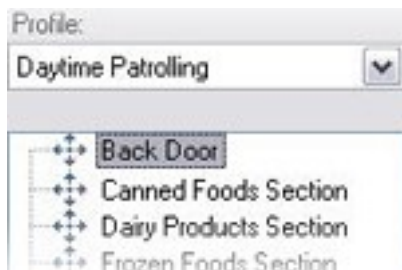 Profile:
Daytime Patrolling
Back Door
Canned Foods Section
Dairy Products Section
Frozen Foods Section